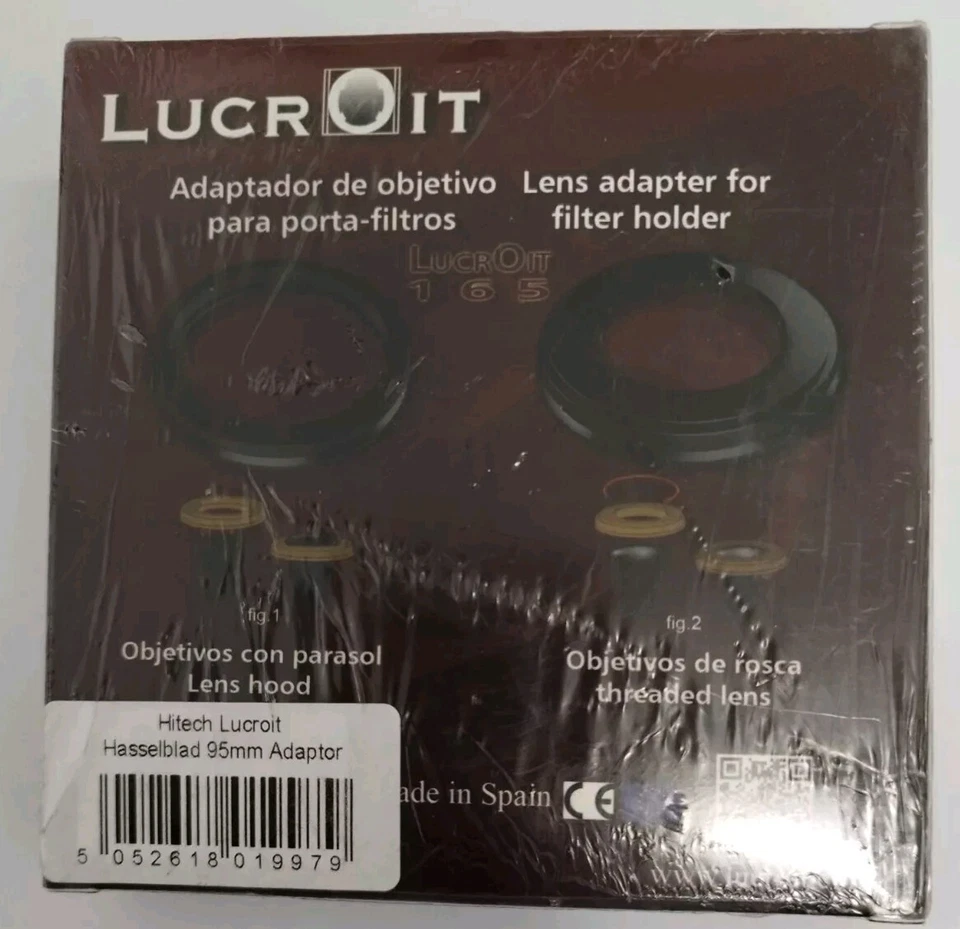 LUCROIT
Adaptador de objetivo
para porta-filtros
Lens adapter for
filter holder
LUCROIT
165
fig.1
Objetivos con parasol
Lens hood
fig.2
Objetivos de rosca
threaded lens
Hitech Lucroit
Hasselblad 95mm Adaptor
5 052618 019979
ade in Spain CE
www.